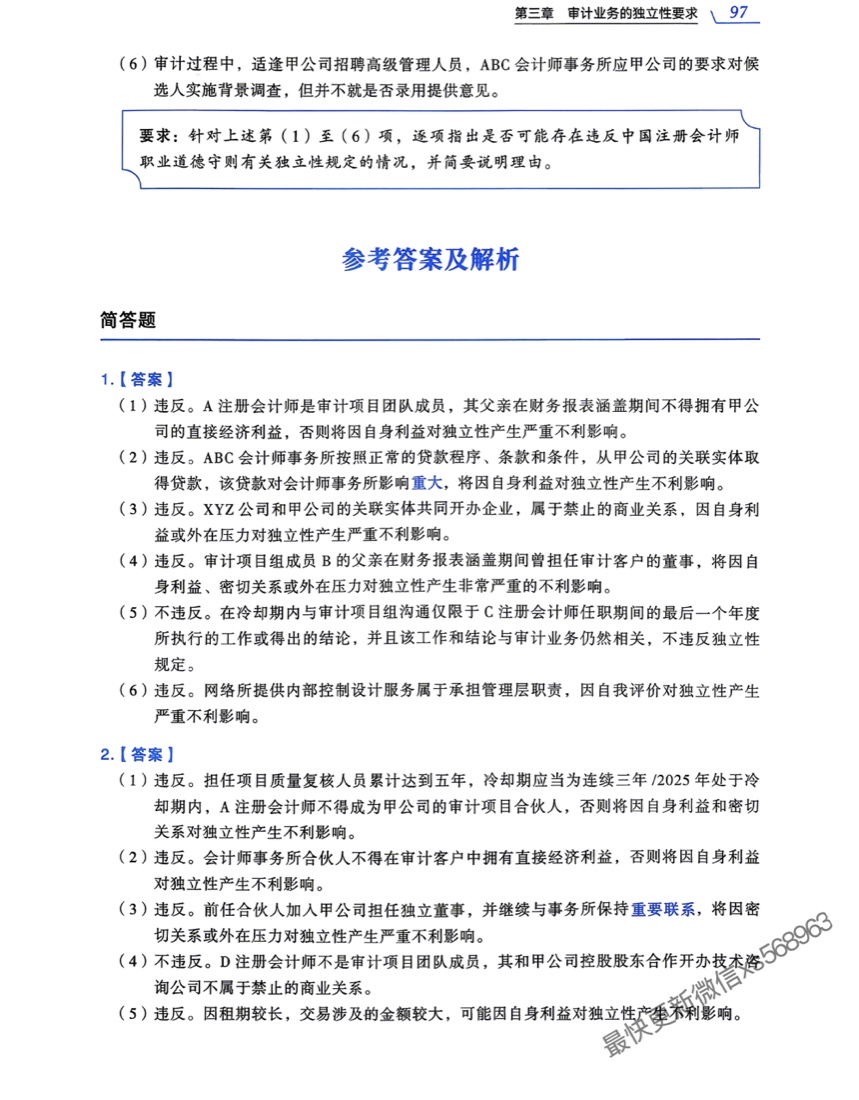 第三章 审计业务的独立性要求 97
（6）审计过程中，适逢甲公司招聘高级管理人员，ABC 会计师事务所应甲公司的要求对候
选人实施背景调查，但并不就是否录用提供意见。
要求：针对上述第（1）至（6）项，逐项指出是否可能存在违反中国注册会计师
职业道德守则有关独立性规定的情况，并简要说明理由。
参考答案及解析
简答题
1.【答案】
（1）违反。A 注册会计师是审计项目团队成员，其父亲在财务报表涵盖期间不得拥有甲公
司的直接经济利益，否则将因自身利益对独立性产生严重不利影响。
（2）违反。ABC 会计师事务所按照正常的贷款程序、条款和条件，从甲公司的关联实体取
得贷款，该贷款对会计师事务所影响重大，将因自身利益对独立性产生不利影响。
（3）违反。XYZ 公司和甲公司的关联实体共同开办企业，属于禁止的商业关系，因自身利
益或外在压力对独立性产生严重不利影响。
（4）违反。审计项目组成员 B 的父亲在财务报表涵盖期间曾担任审计客户的董事，将因自
身利益、密切关系或外在压力对独立性产生非常严重的不利影响。
（5）不违反。在冷却期内与审计项目组沟通仅限于 C 注册会计师任职期间的最后一个年度
所执行的工作或得出的结论，并且该工作和结论与审计业务仍然相关，不违反独立性
规定。
（6）违反。网络所提供内部控制设计服务属于承担管理层职责，因自我评价对独立性产生
严重不利影响。
2.【答案】
（1）违反。担任项目质量复核人员累计达到五年，冷却期应当为连续三年 /2025 年处于冷
却期内，A 注册会计师不得成为甲公司的审计项目合伙人，否则将因自身利益和密切
关系对独立性产生不利影响。
（2）违反。会计师事务所合伙人不得在审计客户中拥有直接经济利益，否则将因自身利益
对独立性产生不利影响。
（3）违反。前任合伙人加入甲公司担任独立董事，并继续与事务所保持重要联系，将因密
切关系或外在压力对独立性产生严重不利影响。
（4）不违反。D 注册会计师不是审计项目团队成员，其和甲公司控股股东合作开办技术咨
询公司不属于禁止的商业关系。
（5）违反。因租期较长，交易涉及的金额较大，可能因自身利益对独立性产生不利影响。